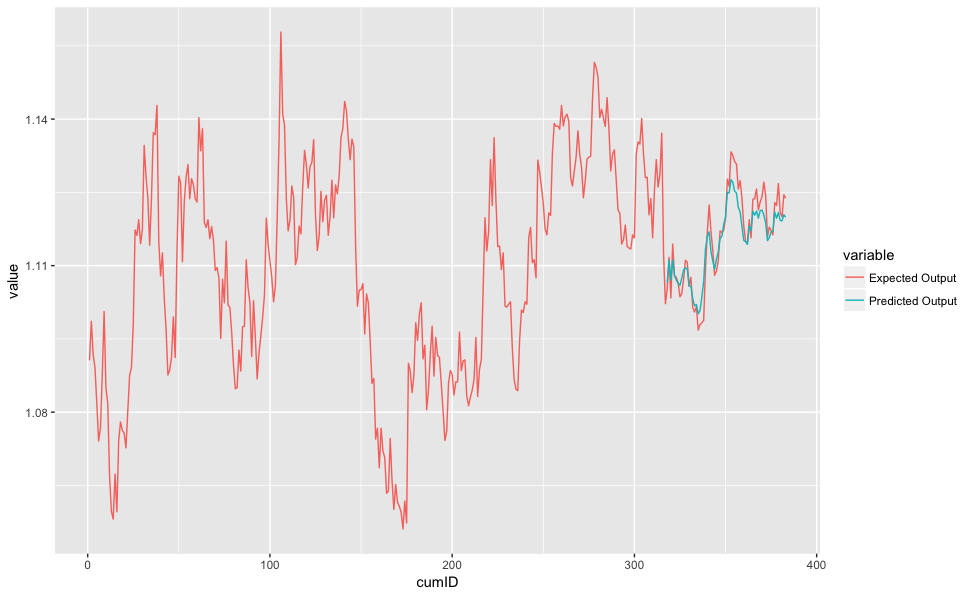 value
1.14
1.11
1.08
0
100
200
300
400
cumID
variable
Expected Output
Predicted Output